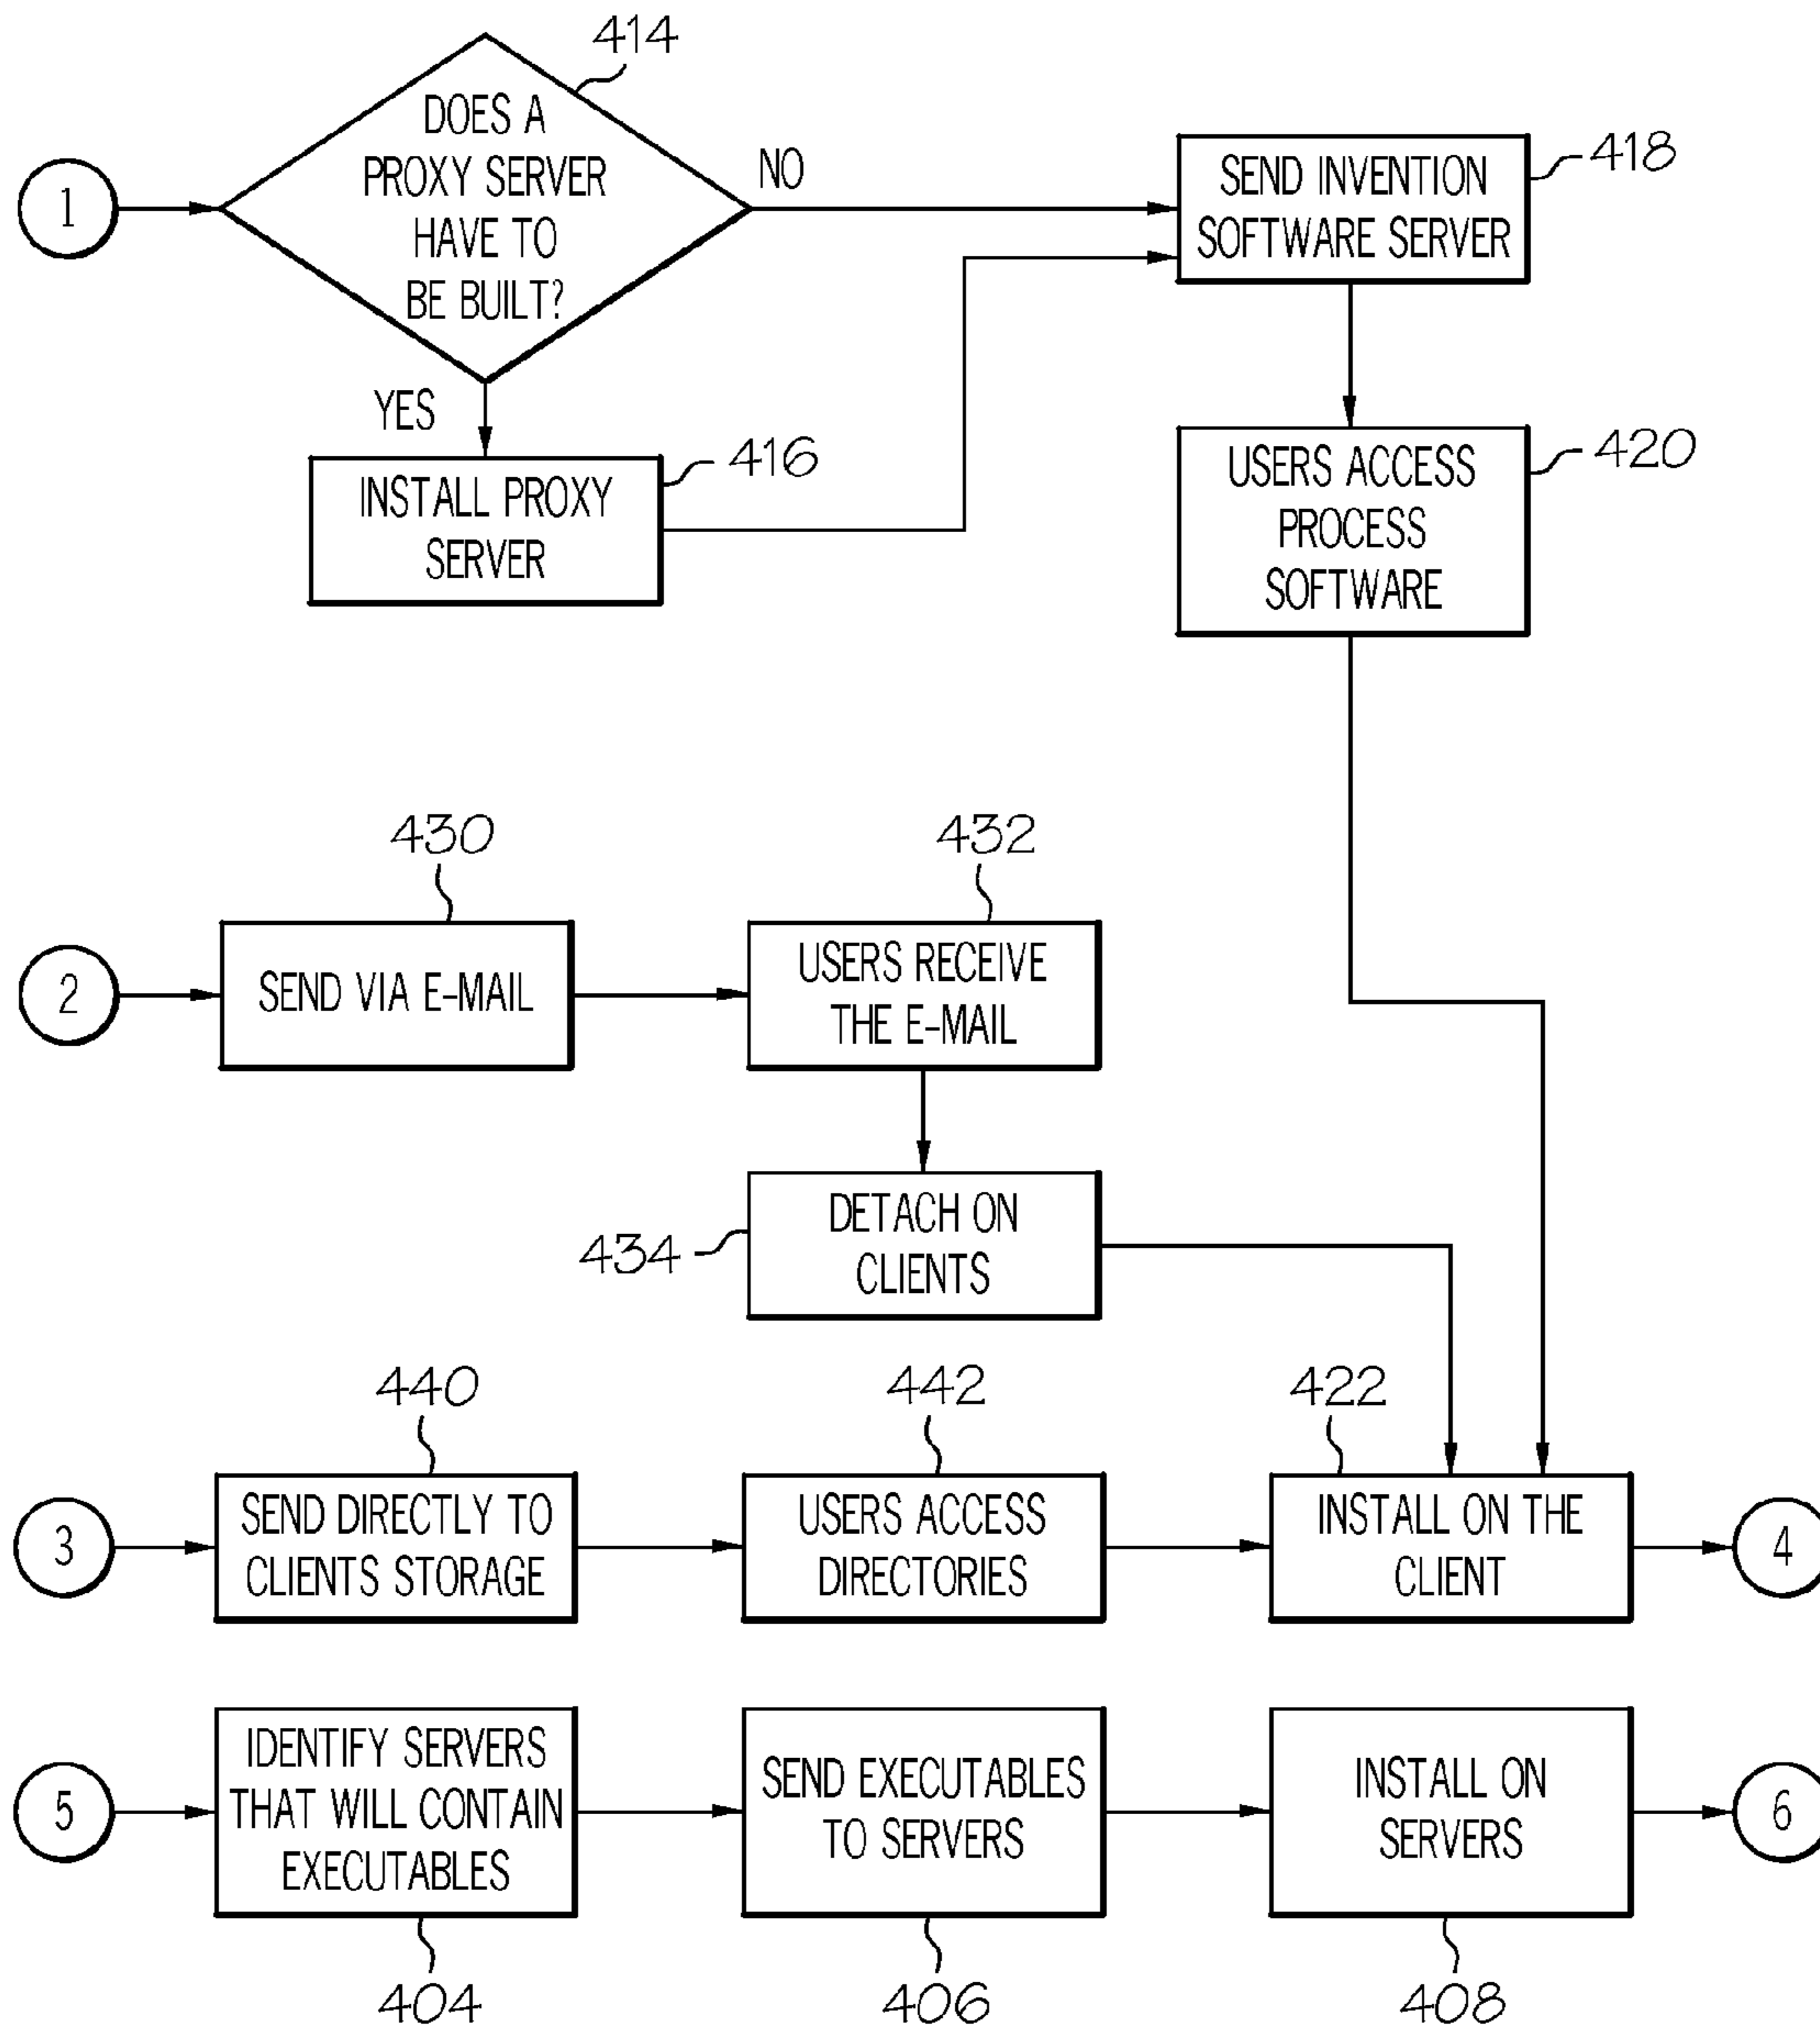 414
DOES A
PROXY SERVER
HAVE TO
BE BUILT?
1
NO
YES
SEND INVENTION
SOFTWARE SERVER
418
INSTALL PROXY
SERVER
416
USERS ACCESS
PROCESS
SOFTWARE
420
430
432
2
SEND VIA E-MAIL
USERS RECEIVE
THE E-MAIL
DETACH ON
CLIENTS
434
440
442
422
3
SEND DIRECTLY TO
CLIENTS STORAGE
USERS ACCESS
DIRECTORIES
INSTALL ON THE
CLIENT
4
5
IDENTIFY SERVERS
THAT WILL CONTAIN
EXECUTABLES
SEND EXECUTABLES
TO SERVERS
INSTALL ON
SERVERS
6
404
406
408